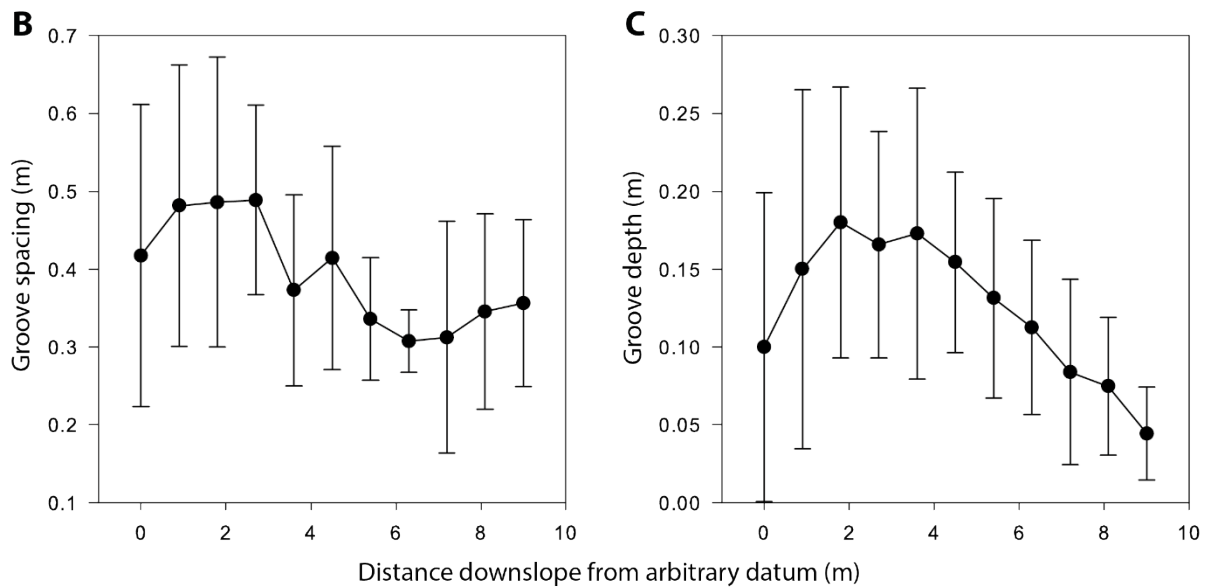 B
0.7
0.6
0.5
0.4
0.3
0.2
0.1
Groove spacing (m)
0 2 4 6 8 10
C
0.30
0.25
0.20
0.15
0.10
0.05
0.00
Groove depth (m)
0 2 4 6 8 10
Distance downslope from arbitrary datum (m)